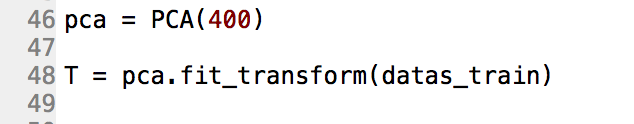 46 pca = PCA(400)
47
48 T = pca.fit_transform(datas_train)
49